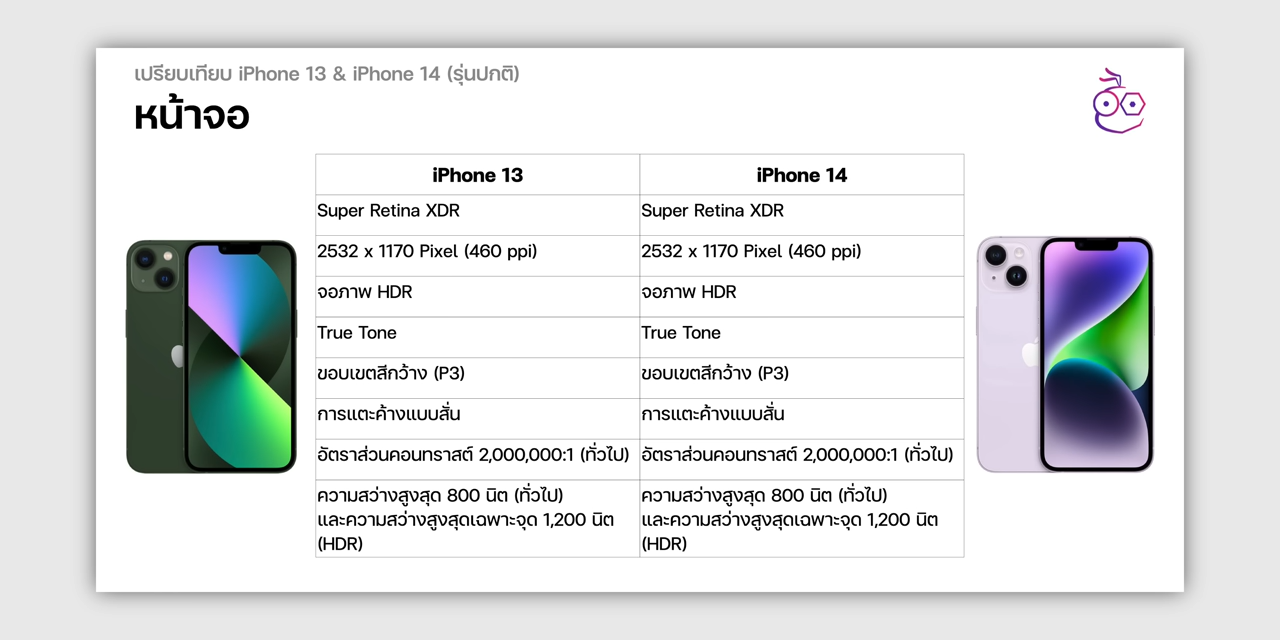 เปรียบเทียบ iPhone 13 & iPhone 14 (รุ่นปกติ)
หน้าจอ
iPhone 13 iPhone 14
Super Retina XDR Super Retina XDR
2532 x 1170 Pixel (460 ppi) 2532 x 1170 Pixel (460 ppi)
จอภาพ HDR จอภาพ HDR
True Tone True Tone
ขอบเขตสีกว้าง (P3) ขอบเขตสีกว้าง (P3)
การแตะค้างแบบสั่น การแตะค้างแบบสั่น
อัตราส่วนคอนทราสต์ 2,000,000:1 (ทั่วไป) อัตราส่วนคอนทราสต์ 2,000,000:1 (ทั่วไป)
ความสว่างสูงสุด 800 นิต (ทั่วไป) ความสว่างสูงสุด 800 นิต (ทั่วไป)
และความสว่างสูงสุดเฉพาะจุด 1,200 นิต และความสว่างสูงสุดเฉพาะจุด 1,200 นิต
(HDR) (HDR)